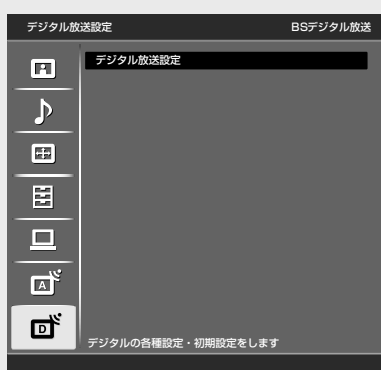 デジタル放送設定 BSデジタル放送
デジタル放送設定
A
D
デジタルの各種設定・初期設定をします